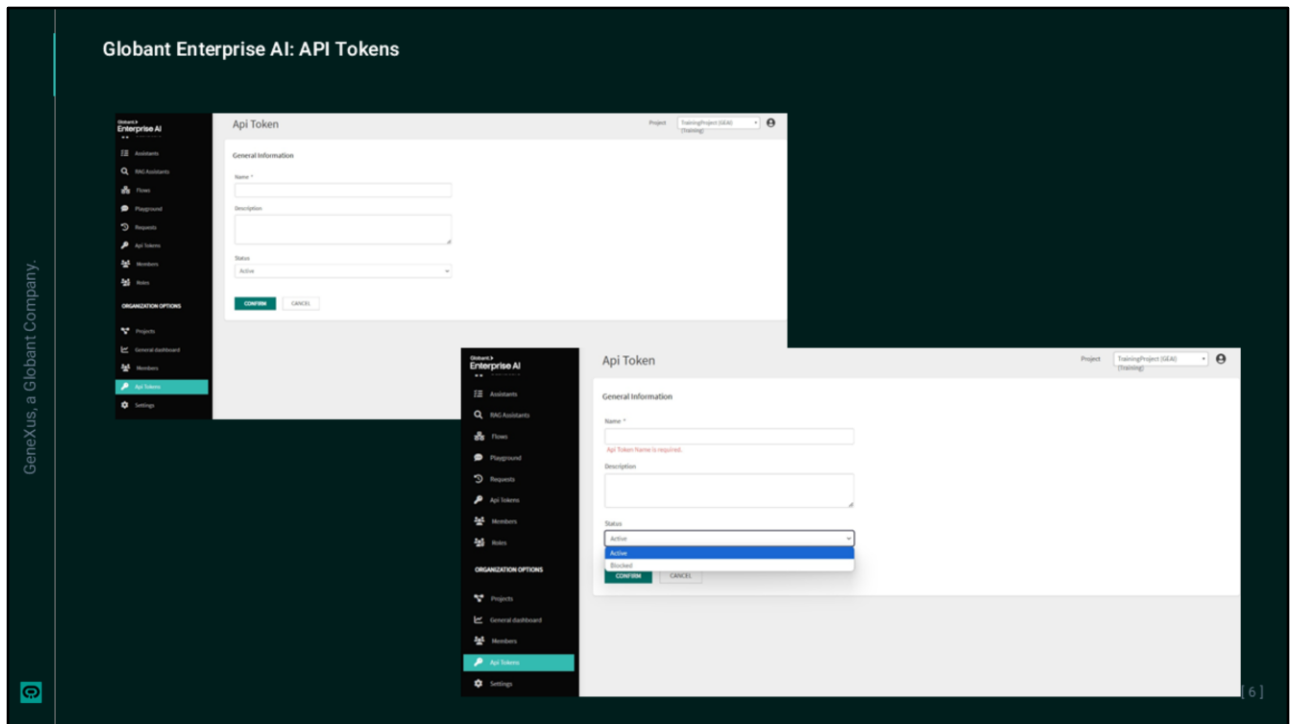 Globant Enterprise AI: API Tokens
Globant
Enterprise AI
Assistants
RAG Assistants
Flows
Playground
Requests
Api Tokens
Members
Roles
ORGANIZATION OPTIONS
Projects
General dashboard
Members
Api Tokens
Settings
Api Token
Project
TrainingProject (GEAI)
(Training)
General Information
Name *
Description
Status
Active
CONFIRM
CANCEL
Globant
Enterprise AI
Assistants
RAG Assistants
Flows
Playground
Requests
Api Tokens
Members
Roles
ORGANIZATION OPTIONS
Projects
General dashboard
Members
Api Tokens
Settings
Api Token
Project
TrainingProject (GEAI)
(Training)
General Information
Name *
Api Token Name is required.
Description
Status
Active
Active
Blocked
CONFIRM
CANCEL
GeneXus, a Globant Company.
[ 6 ]